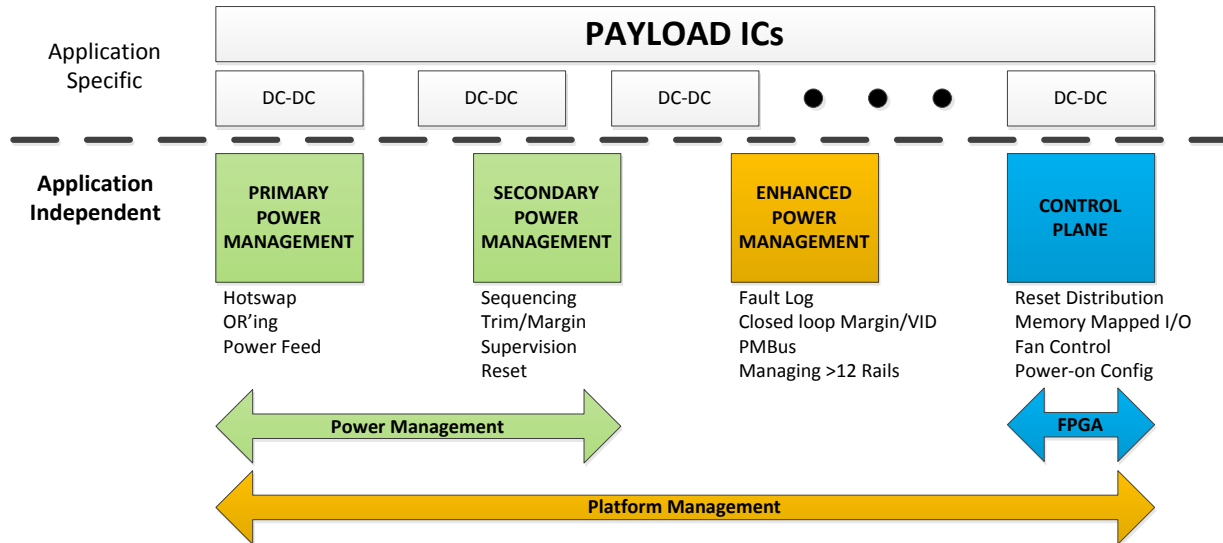 PAYLOAD ICs
Application
Specific
DC-DC
DC-DC
DC-DC
DC-DC
Application
Independent
PRIMARY
POWER
MANAGEMENT
SECONDARY
POWER
MANAGEMENT
ENHANCED
POWER
MANAGEMENT
CONTROL
PLANE
Hotswap
OR'ing
Power Feed
Sequencing
Trim/Margin
Supervision
Reset
Fault Log
Closed loop Margin/VID
PMBus
Managing >12 Rails
Reset Distribution
Memory Mapped I/O
Fan Control
Power-on Config
Power Management
FPGA
Platform Management